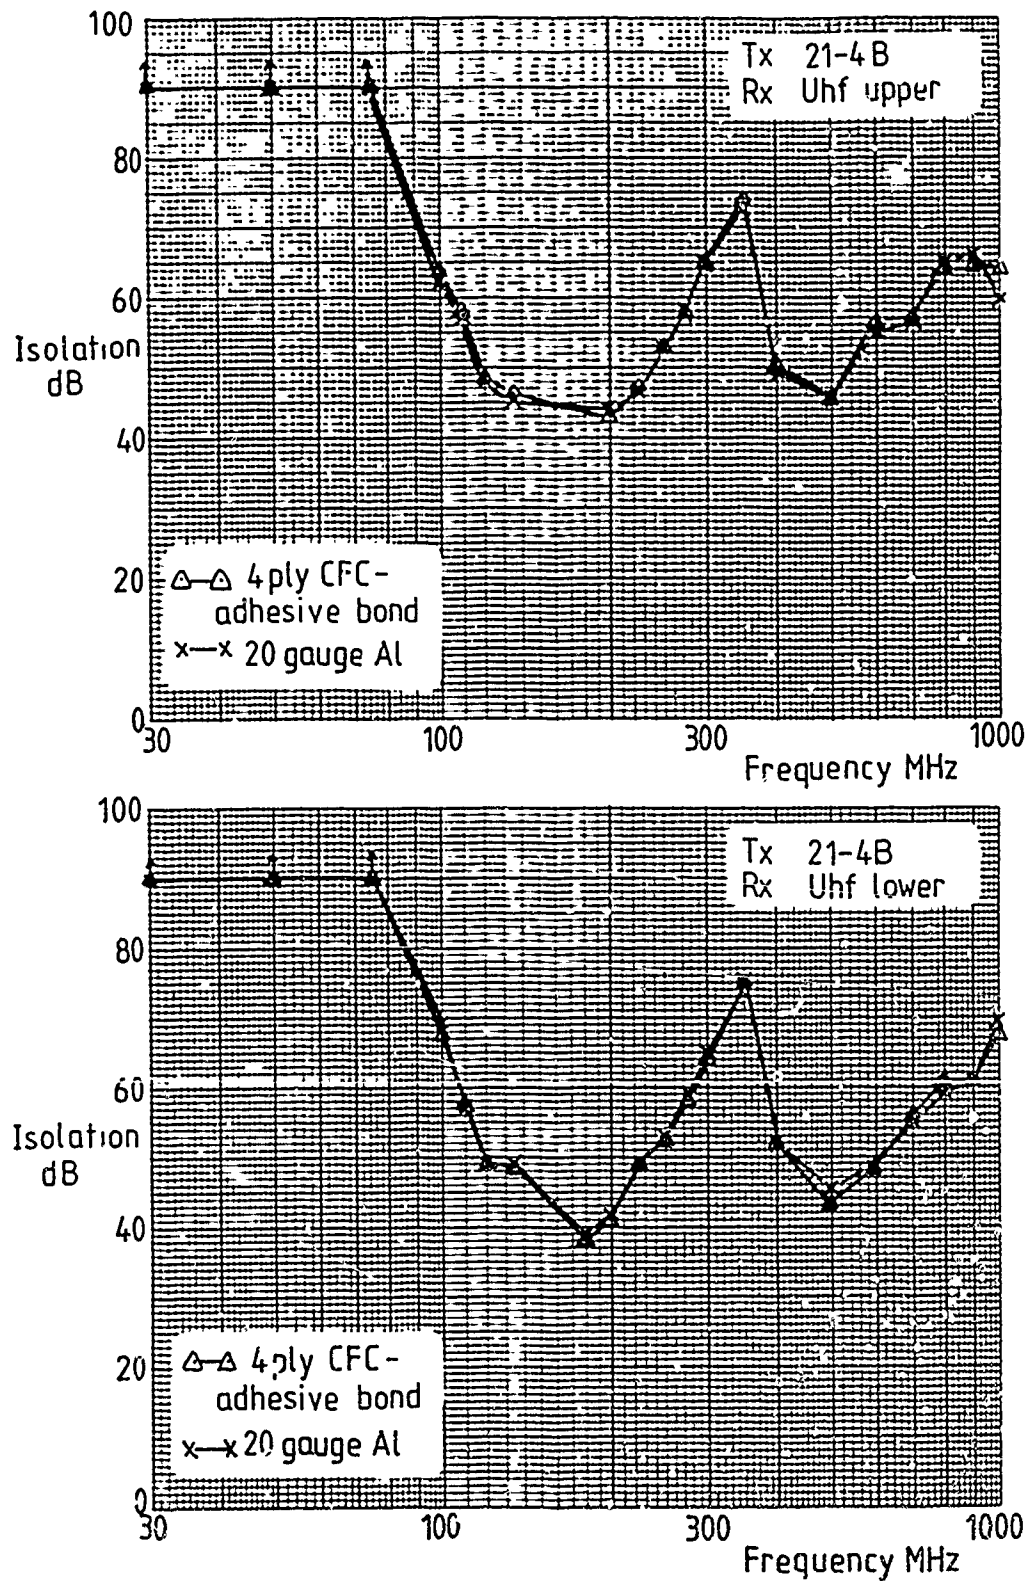 100
Tx 21-4B
Rx Uhf upper
80
60
Isolation
dB
40
4ply CFC-
20
adhesive bond
20 gauge Al
0
30 100 300 1000
Frequency MHz
100
Tx 21-4B
Rx Uhf lower
80
60
Isolation
dB
40
4ply CFC-
20
adhesive bond
20 gauge Al
0
30 100 300 1000
Frequency MHz